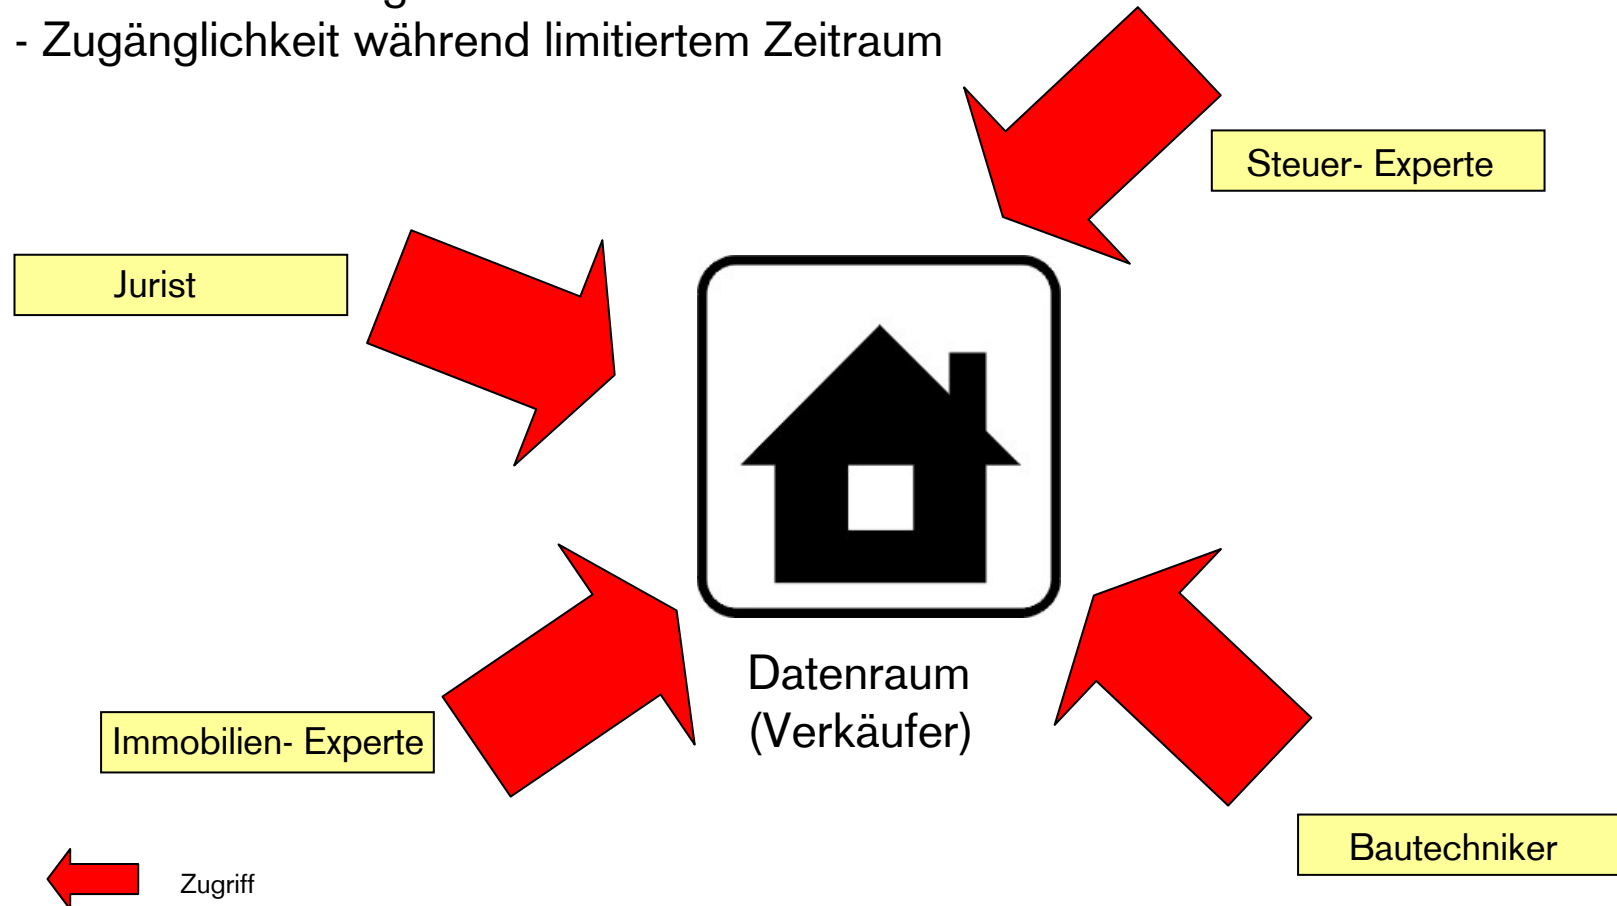 - Zugänglichkeit während limitiertem Zeitraum
Steuer- Experte
Jurist
Datenraum
(Verkäufer)
Immobilien- Experte
Bautechniker
Zugriff